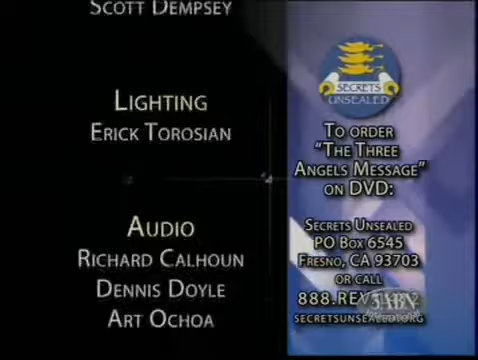 SCOTT DEMPSEY
LIGHTING
ERICK TOROSIAN
AUDIO
RICHARD CALHOUN
DENNIS DOYLE
ART OCHOA
SECRETS
UNSEALED
TO ORDER
"THE THREE
ANGELS MESSAGE"
ON DVD:
SECRETS UNSEALED
PO BOX 6545
FRESNO, CA 93703
OR CALL
3ABN
SECRETSUNSEALED.ORG